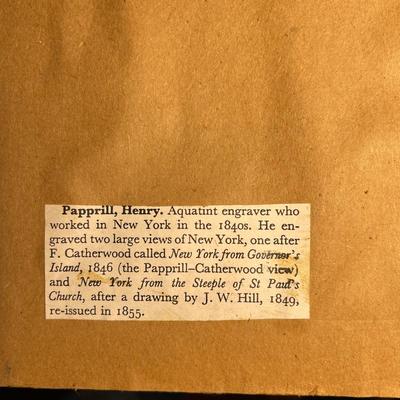 Papprill, Henry. Aquatint engraver who
worked in New York in the 1840s. He en-
graved two large views of New York, one after
F. Catherwood called New York from Governor's
Island, 1846 (the Papprill–Catherwood view)
and New York from the Steeple of St Paul's
Church, after a drawing by J. W. Hill, 1849,
re-issued in 1855.